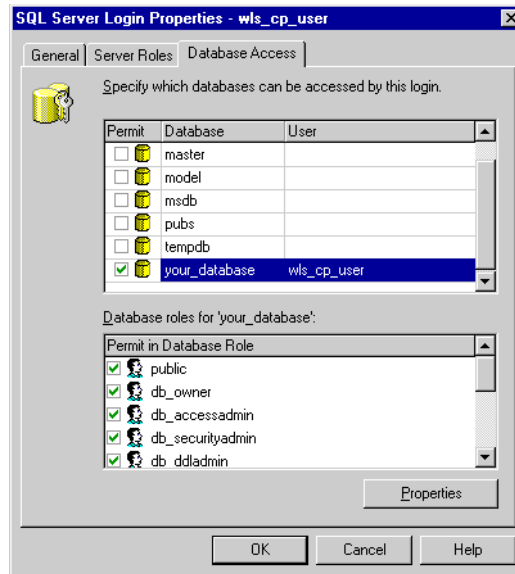 SQL Server Login Properties - wls_cp_user
General Server Roles Database Access
Specify which databases can be accessed by this login.
Permit Database User
master
model
msdb
pubs
tempdb
your_database wls_cp_user
Database roles for 'your_database':
Permit in Database Role
public
db_owner
db_accessadmin
db_securityadmin
db_ddladmin
Properties
OK Cancel Help